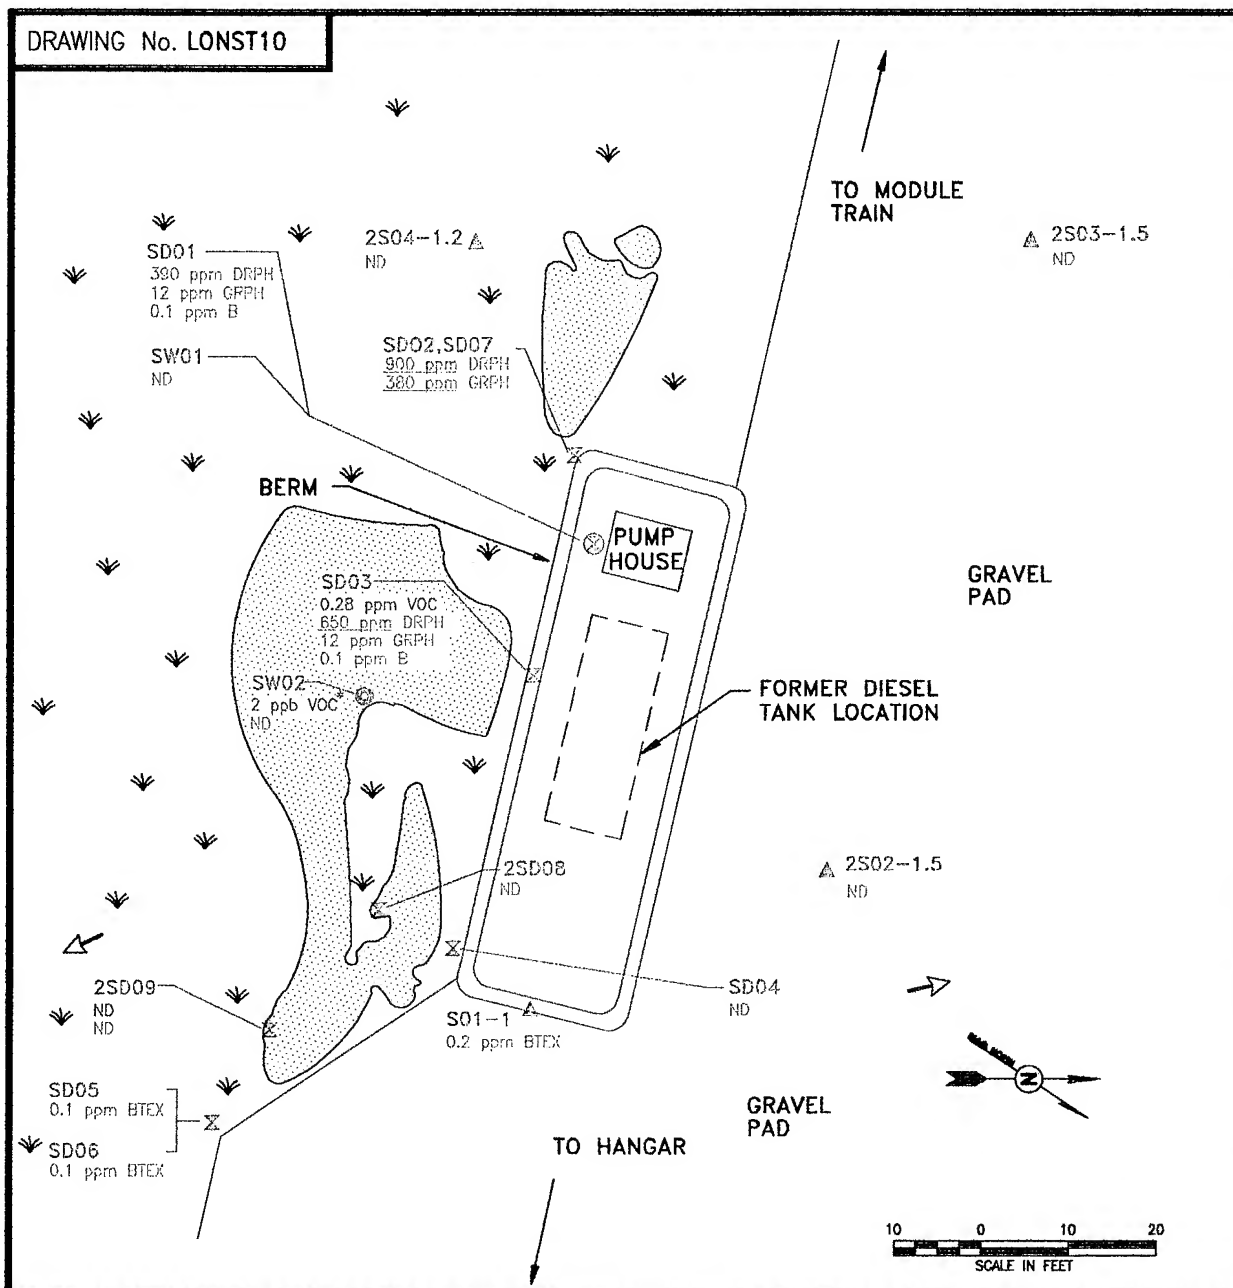 DRAWING No. LONST10
TO MODULE
TRAIN
2S04-1.2
ND
2S03-1.5
ND
SD01
390 ppm DRPH
12 ppm GRPH
0.1 ppm B
SW01
ND
SD02,SD07
900 ppm DRPH
380 ppm GRPH
BERM
PUMP
HOUSE
GRAVEL
PAD
SD03
0.28 ppm VOC
650 ppm DRPH
12 ppm GRPH
0.1 ppm B
SW02
2 ppb VOC*
ND
FORMER DIESEL
TANK LOCATION
2SD08
ND
2S02-1.5
ND
2SD09
ND
ND
SD04
ND
S01-1
0.2 ppm BTEX
N
SD05
0.1 ppm BTEX
SD06
0.1 ppm BTEX
GRAVEL
PAD
TO HANGAR
10 0 10 20
SCALE IN FEET